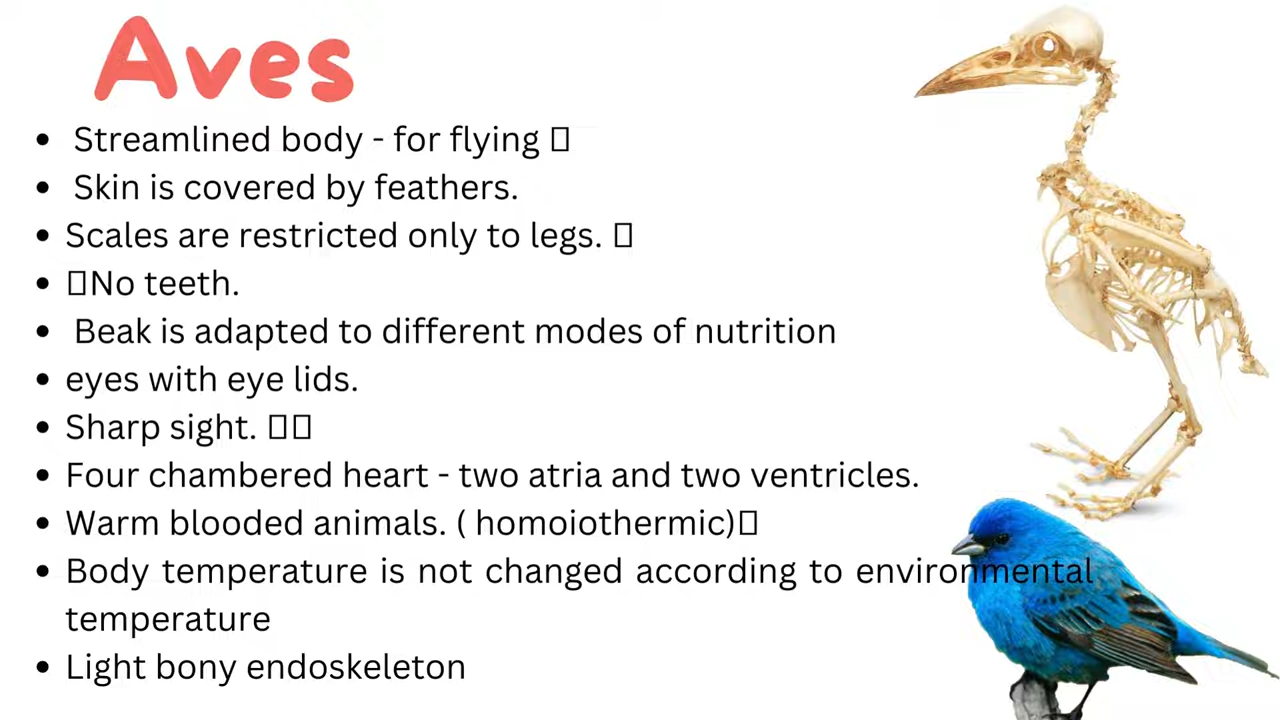 Aves
• Streamlined body - for flying 
• Skin is covered by feathers.
• Scales are restricted only to legs. 
• No teeth.
• Beak is adapted to different modes of nutrition
• eyes with eye lids.
• Sharp sight. 
• Four chambered heart - two atria and two ventricles.
• Warm blooded animals. ( homoiothermic)
• Body temperature is not changed according to environmental
temperature
• Light bony endoskeleton